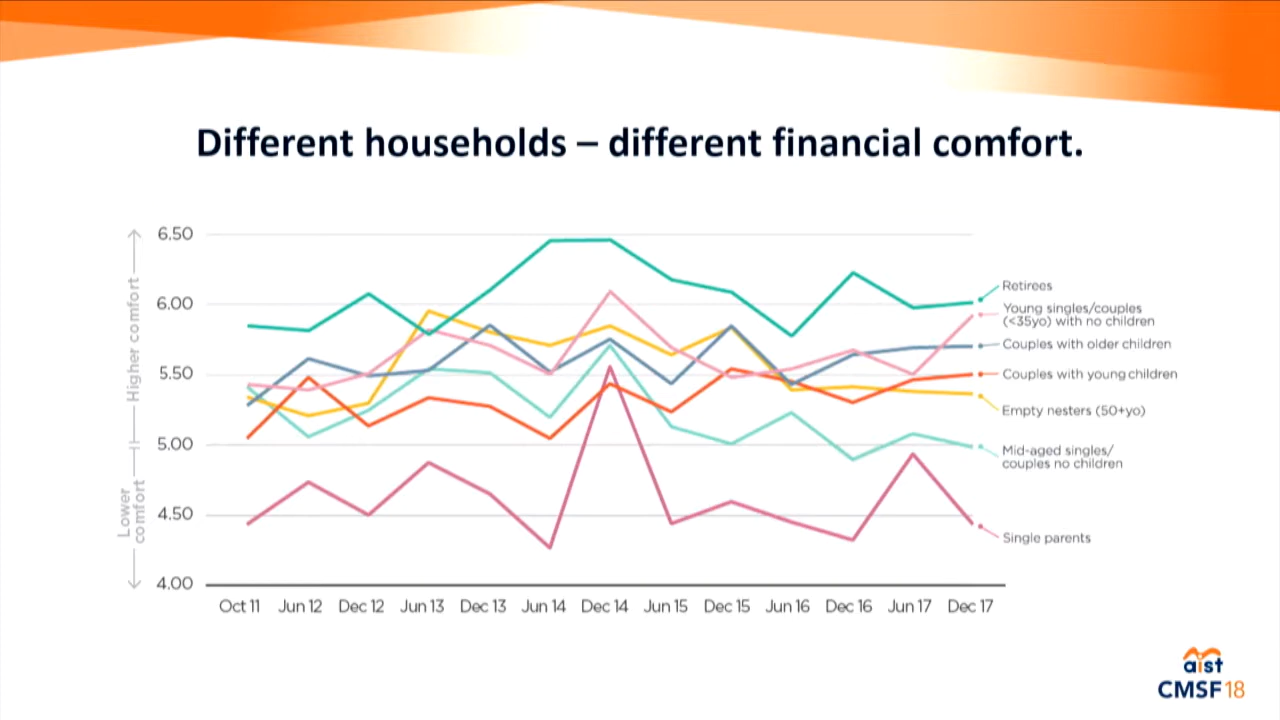 Different households – different financial comfort.
Higher comfort
Lower
comfort
6.50
6.00
5.50
5.00
4.50
4.00
Oct 11 Jun 12 Dec 12 Jun 13 Dec 13 Jun 14 Dec 14 Jun 15 Dec 15 Jun 16 Dec 16 Jun 17 Dec 17
Retirees
Young singles/couples
(<35yo) with no children
Couples with older children
Couples with young children
Empty nesters (50+yo)
Mid-aged singles/
couples no children
Single parents
aist
CMSF18